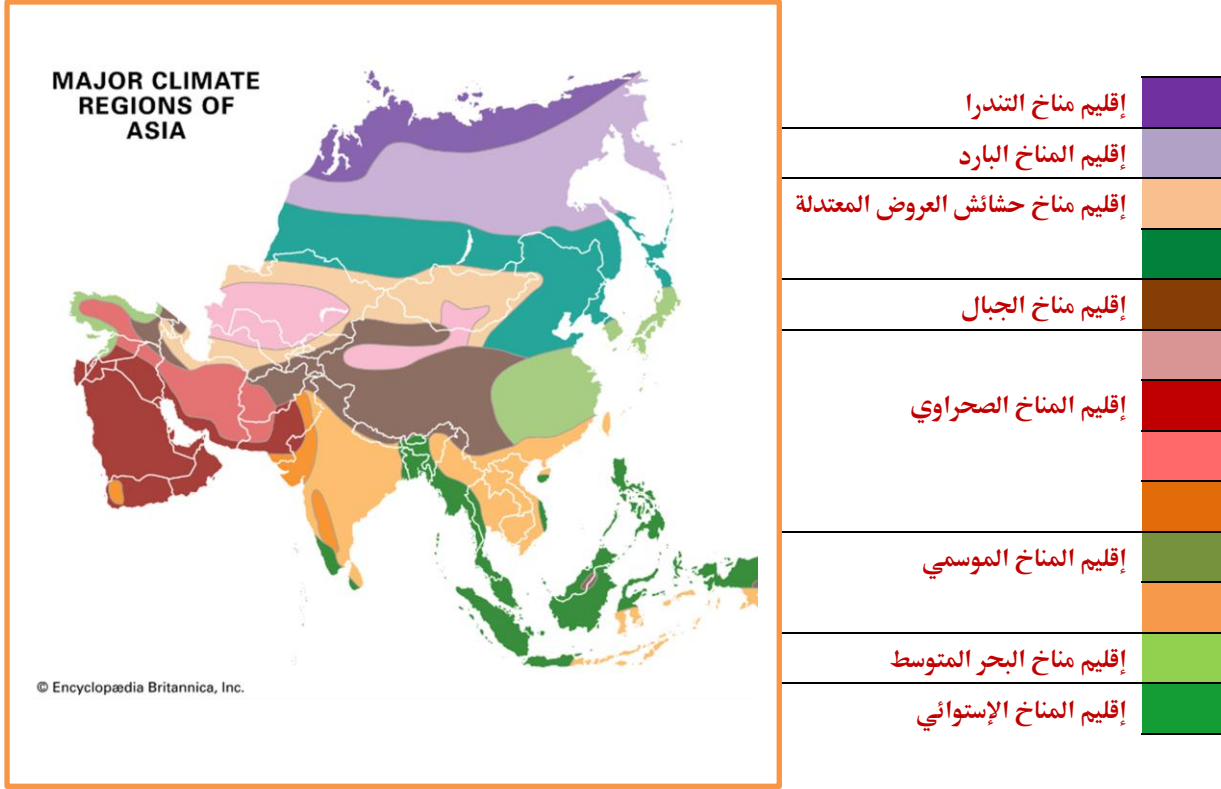 MAJOR CLIMATE
REGIONS OF
ASIA
© Encyclopædia Britannica, Inc.
إقليم مناخ التندرا
إقليم المناخ البارد
إقليم مناخ حشائش العروض المعتدلة
إقليم مناخ الجبال
إقليم المناخ الصحراوي
إقليم المناخ الموسمي
إقليم مناخ البحر المتوسط
إقليم المناخ الإستوائي